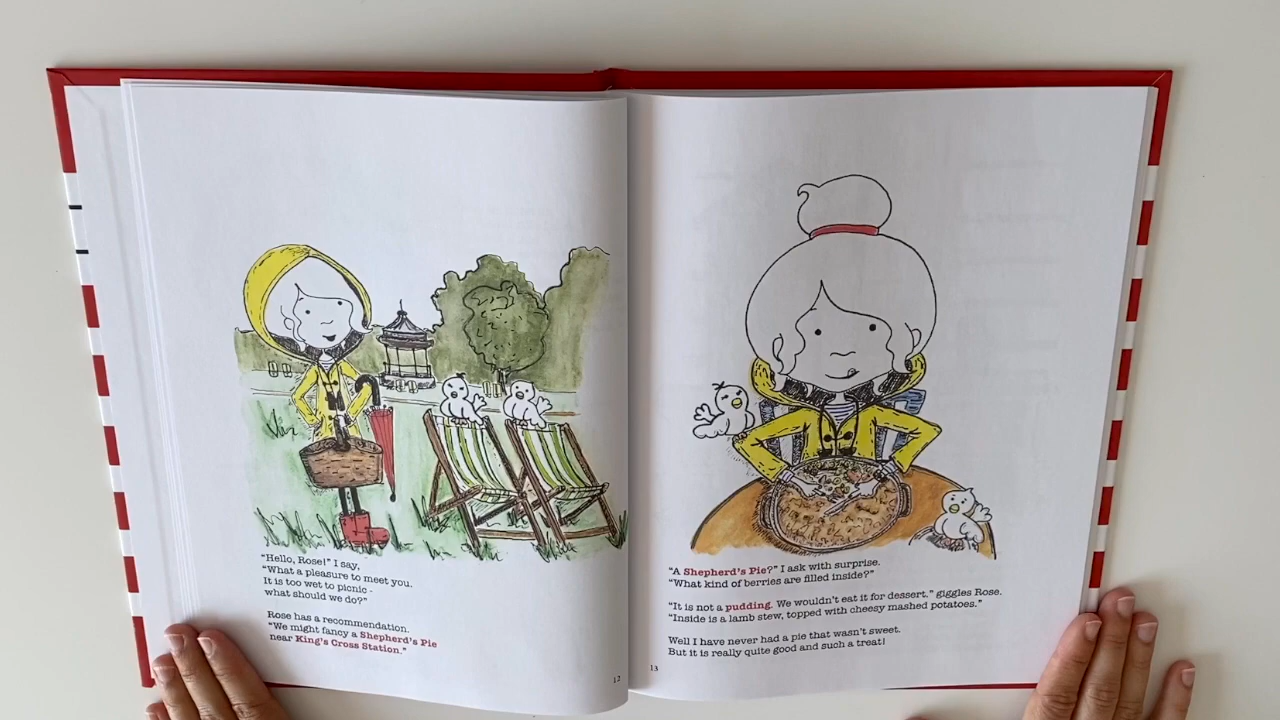 “Hello, Rose!” I say,
“What a pleasure to meet you.
It is too wet to picnic -
what should we do?”
Rose has a recommendation.
“We might fancy a Shepherd’s Pie
near King’s Cross Station.”
12
“A Shepherd’s Pie?” I ask with surprise.
“What kind of berries are filled inside?”
“It is not a pudding. We wouldn’t eat it for dessert.” giggles Rose.
“Inside is a lamb stew, topped with cheesy mashed potatoes.”
Well I have never had a pie that wasn’t sweet.
But it is really quite good and such a treat!
13